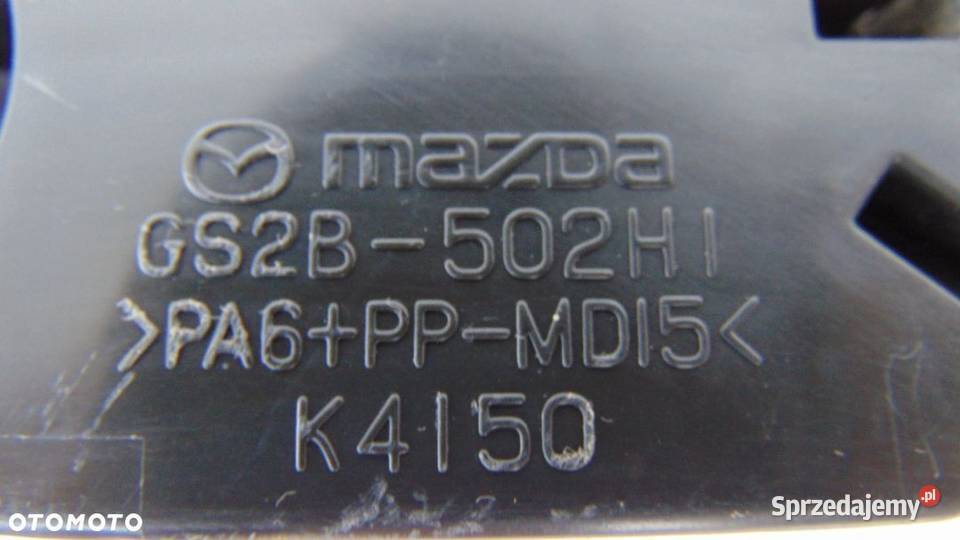 mazda
GS2B-502H1
>PA6+PP-MD15<
K4150
OTOMOTO
Sprzedajemy.pl